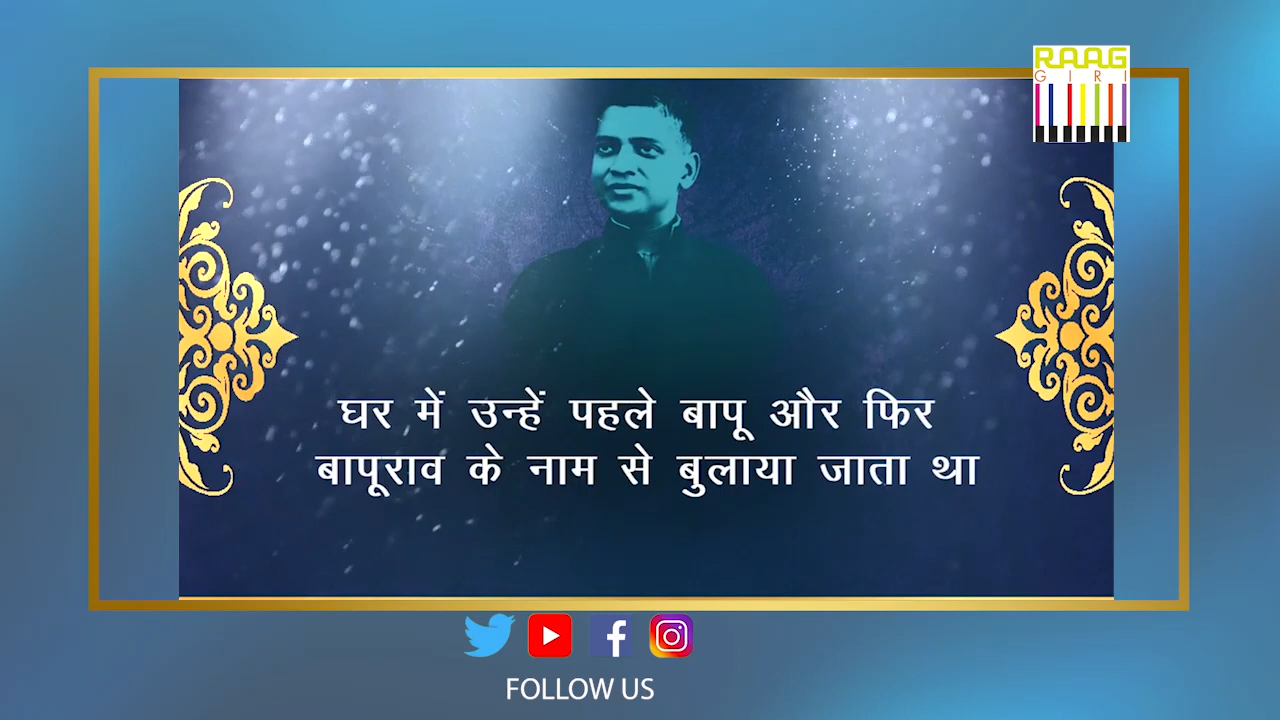 RAAG
GIRI
घर में उन्हें पहले बापू और फिर
बापूराव के नाम से बुलाया जाता था
FOLLOW US